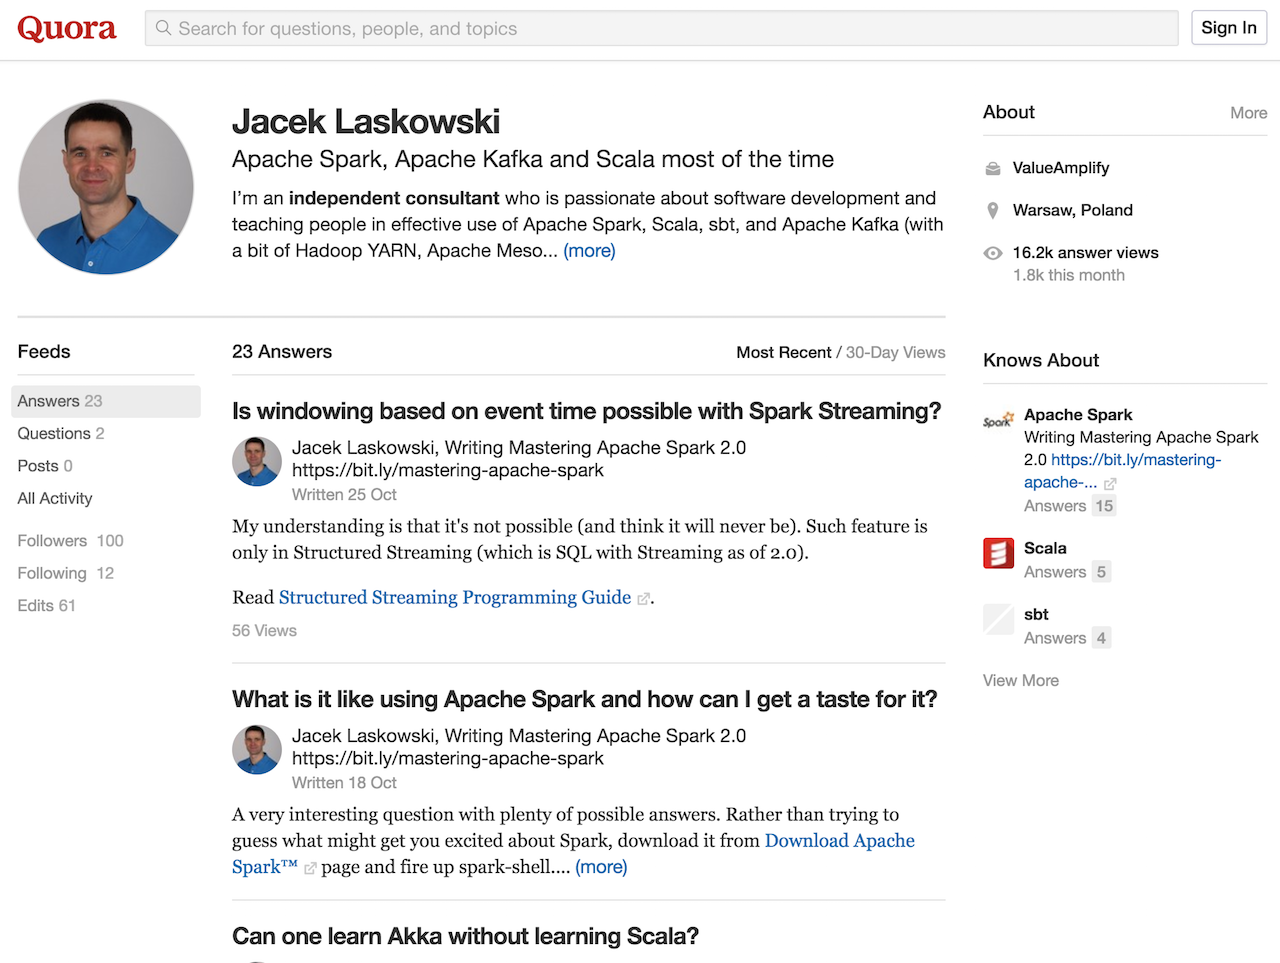 Quora
Search for questions, people, and topics
Sign In
Jacek Laskowski
Apache Spark, Apache Kafka and Scala most of the time
I'm an independent consultant who is passionate about software development and
teaching people in effective use of Apache Spark, Scala, sbt, and Apache Kafka (with
a bit of Hadoop YARN, Apache Meso... (more)
About
More
ValueAmplify
Warsaw, Poland
16.2k answer views
1.8k this month
Feeds
Answers 23
Questions 2
Posts 0
All Activity
Followers 100
Following 12
Edits 61
23 Answers
Most Recent / 30-Day Views
Is windowing based on event time possible with Spark Streaming?
Jacek Laskowski, Writing Mastering Apache Spark 2.0
https://bit.ly/mastering-apache-spark
Written 25 Oct
My understanding is that it's not possible (and think it will never be). Such feature is
only in Structured Streaming (which is SQL with Streaming as of 2.0).
Read Structured Streaming Programming Guide.
56 Views
What is it like using Apache Spark and how can I get a taste for it?
Jacek Laskowski, Writing Mastering Apache Spark 2.0
https://bit.ly/mastering-apache-spark
Written 18 Oct
A very interesting question with plenty of possible answers. Rather than trying to
guess what might get you excited about Spark, download it from Download Apache
Spark™ page and fire up spark-shell.... (more)
Can one learn Akka without learning Scala?
Knows About
Spark
Apache Spark
Writing Mastering Apache Spark
2.0 https://bit.ly/mastering-
apache-...
Answers 15
Scala
Answers 5
sbt
Answers 4
View More